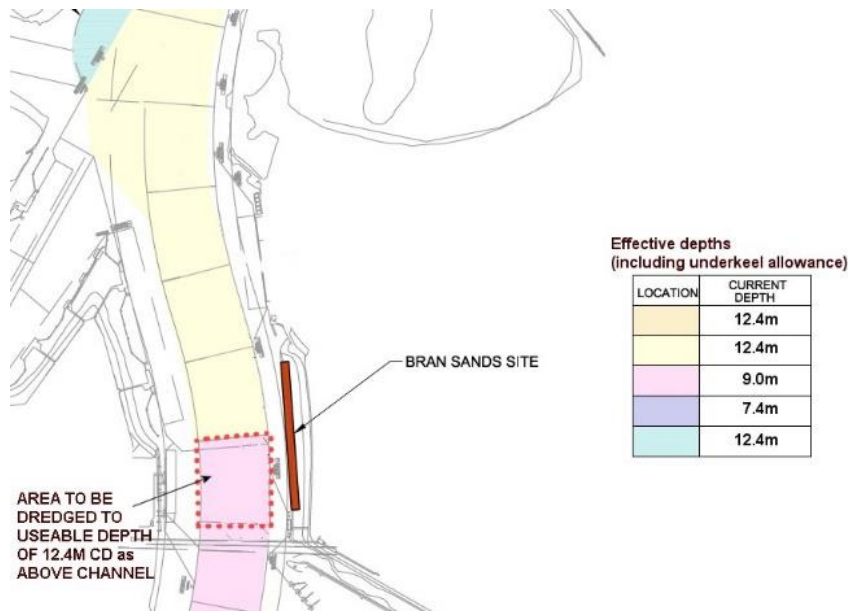 Effective depths
(including underkeel allowance)
LOCATION CURRENT DEPTH
12.4m
12.4m
9.0m
7.4m
12.4m
BRAN SANDS SITE
AREA TO BE
DREDGED TO
USEABLE DEPTH
OF 12.4M CD as
ABOVE CHANNEL